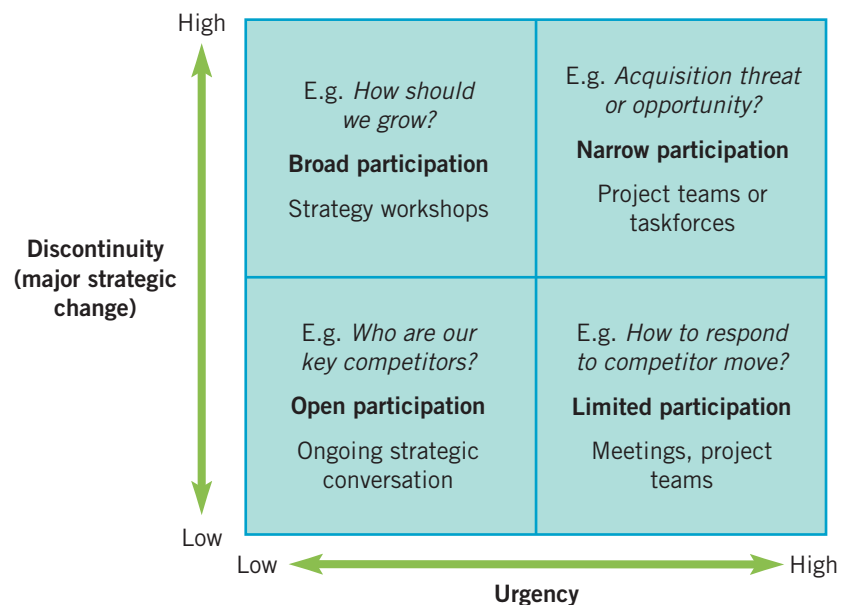 High
E.g. How should
we grow?
Broad participation
Strategy workshops
E.g. Acquisition threat
or opportunity?
Narrow participation
Project teams or
taskforces
Discontinuity
(major strategic
change)
E.g. Who are our
key competitors?
Open participation
Ongoing strategic
conversation
E.g. How to respond
to competitor move?
Limited participation
Meetings, project
teams
Low
Low
High
Urgency